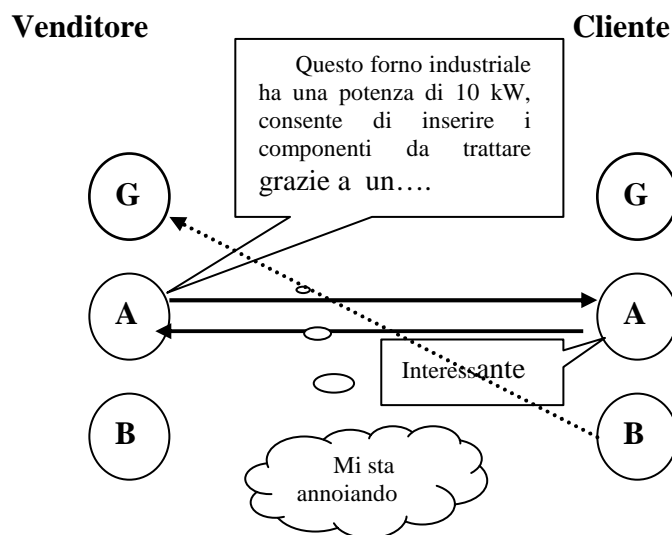 Venditore
Cliente
Questo forno industriale
ha una potenza di 10 kW,
consente di inserire i
componenti da trattare
grazie a un….
G
G
A
A
Interessante
B
B
Mi sta
annoiando